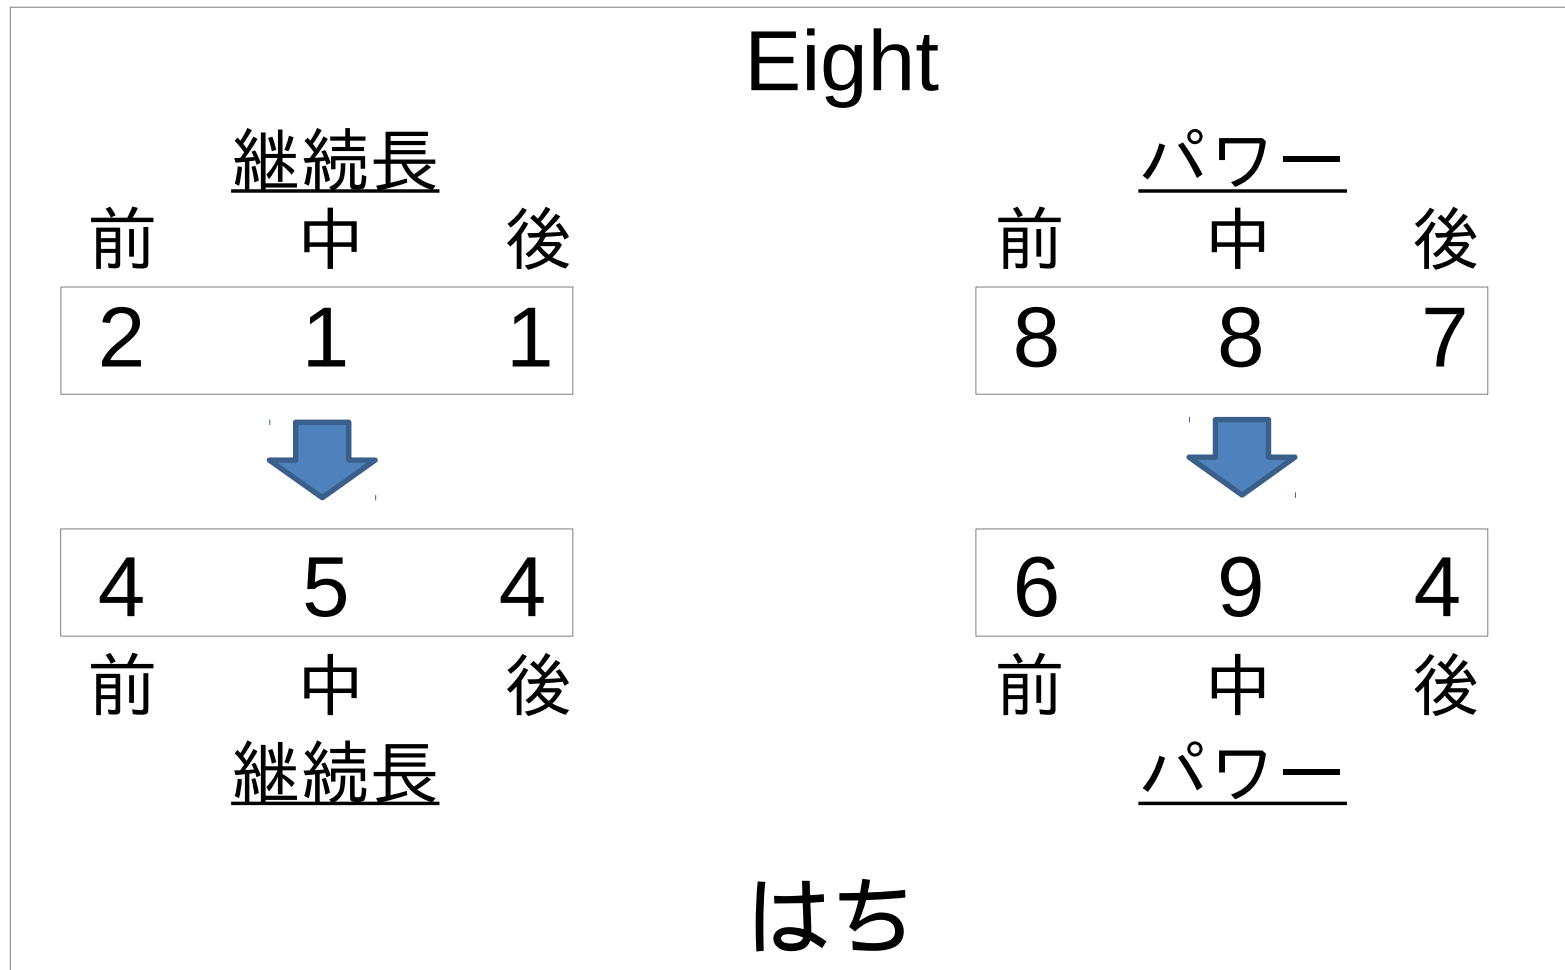 Eight
継続長 パワー
前 中 後 前 中 後
2 1 1 8 8 7
4 5 4 6 9 4
前 中 後 前 中 後
継続長 パワー
はち